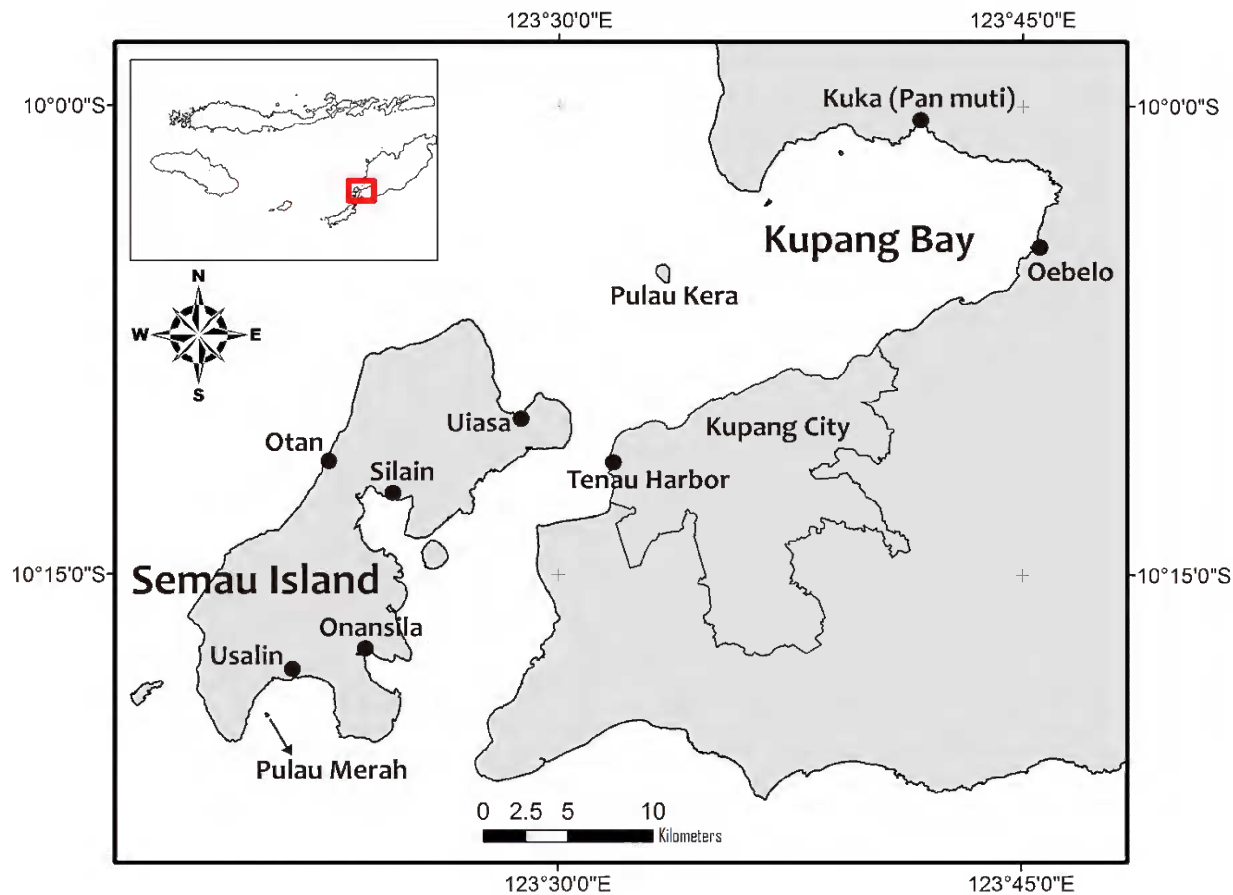 123°30'0"E
123°45'0"E
10°0'0"S
Kuka (Pan muti)
10°0'0"S
Kupang Bay
Oebelo
Pulau Kera
N
W
E
S
Uiasa
Kupang City
Otan
Silain
Tenau Harbor
10°15'0"S
Semau Island
10°15'0"S
Onansila
Usalin
Pulau Merah
0 2.5 5 10
Kilometers
123°30'0"E
123°45'0"E